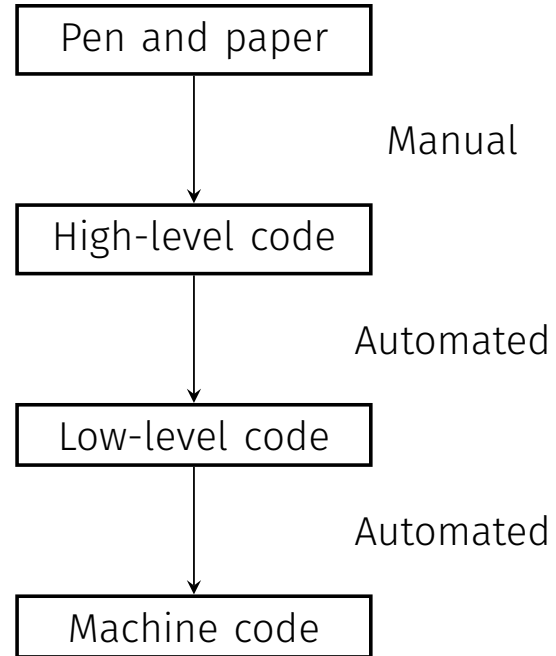 Pen and paper
Manual
High-level code
Automated
Low-level code
Automated
Machine code